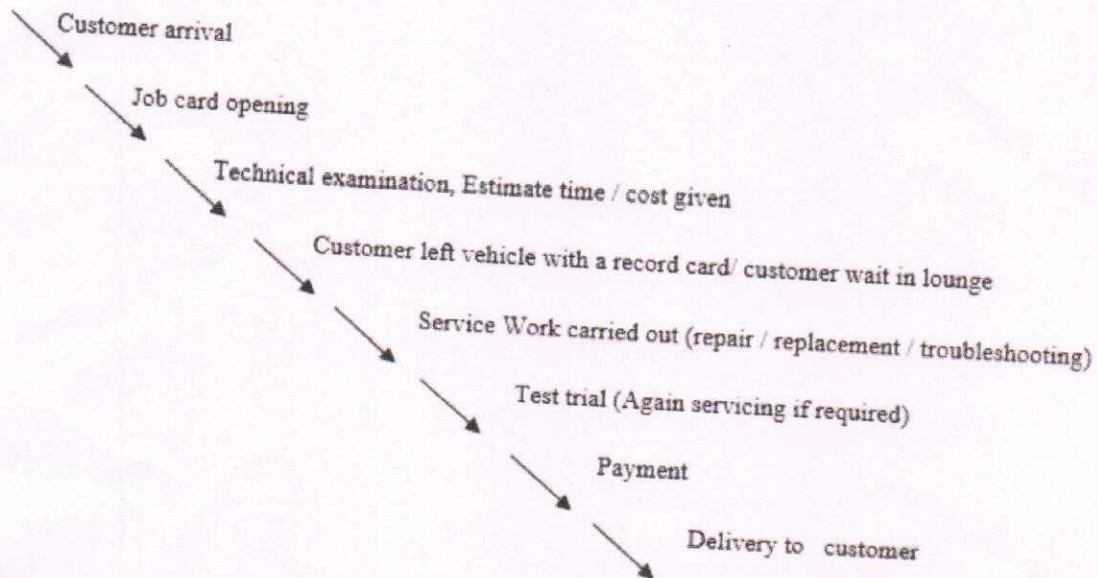 Customer arrival
Job card opening
Technical examination, Estimate time / cost given
Customer left vehicle with a record card/ customer wait in lounge
Service Work carried out (repair / replacement / troubleshooting)
Test trial (Again servicing if required)
Payment
Delivery to customer